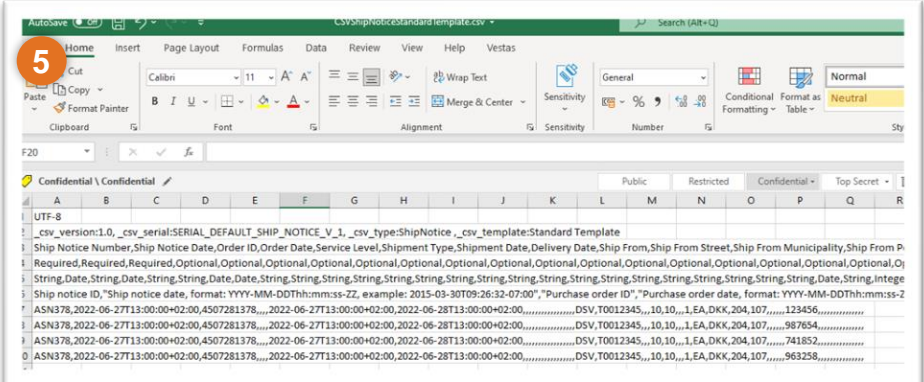 AutoSave Off CSVShipNoticeStandardTemplate.csv Search (Alt+Q)
5
Home Insert Page Layout Formulas Data Review View Help Vestas
Cut
Copy
Format Painter
Paste
Calibri 11 A A
B I U A
Wrap Text
Merge & Center
Sensitivity
General
% 9
Conditional Formatting
Format as Table
Normal
Neutral
Clipboard Font Alignment Sensitivity Number
F20 fx
Confidential \ Confidential Public Restricted Confidential Top Secret
A B C D E F G H I J K L M N O P Q R
UTF-8
_csv_version:1.0, _csv_serial:SERIAL_DEFAULT_SHIP_NOTICE_V_1, _csv_type:ShipNotice ,_csv_template:Standard Template
Ship Notice Number,Ship Notice Date,Order ID,Order Date,Service Level,Shipment Type,Shipment Date,Delivery Date,Ship From,Ship From Street,Ship From Municipality,Ship From
Required,Required,Required,Optional,Optional,Optional,Optional,Optional,Optional,Optional,Optional,Optional,Optional,Optional,Optional,Optional,Optional
String,Date,String,Date,String,String,Date,Date,String,String,String,String,String,String,String,String,String,String,String,String,String,String,String,String,Date,String,Intege
Ship notice ID,"Ship notice date, format: YYYY-MM-DDThh:mm:ss-ZZ, example: 2015-03-30T09:26:32-07:00","Purchase order ID","Purchase order date, format: YYYY-MM-DDThh:mm:ss-Z
ASN378,2022-06-27T13:00:00+02:00,4507281378,,,,2022-06-27T13:00:00+02:00,2022-06-28T13:00:00+02:00,,,,,,,,,,,,,,,,,DSV,T0012345,,,10,10,,,1,EA,DKK,204,107,,,,,,123456,,,,,,,,,,,,,,,
ASN378,2022-06-27T13:00:00+02:00,4507281378,,,,2022-06-27T13:00:00+02:00,2022-06-28T13:00:00+02:00,,,,,,,,,,,,,,,,,DSV,T0012345,,,10,10,,,1,EA,DKK,204,107,,,,,,987654,,,,,,,,,,,,,,,
ASN378,2022-06-27T13:00:00+02:00,4507281378,,,,2022-06-27T13:00:00+02:00,2022-06-28T13:00:00+02:00,,,,,,,,,,,,,,,,,DSV,T0012345,,,10,10,,,1,EA,DKK,204,107,,,,,,741852,,,,,,,,,,,,,,,
ASN378,2022-06-27T13:00:00+02:00,4507281378,,,,2022-06-27T13:00:00+02:00,2022-06-28T13:00:00+02:00,,,,,,,,,,,,,,,,,DSV,T0012345,,,10,10,,,1,EA,DKK,204,107,,,,,,963258,,,,,,,,,,,,,,,